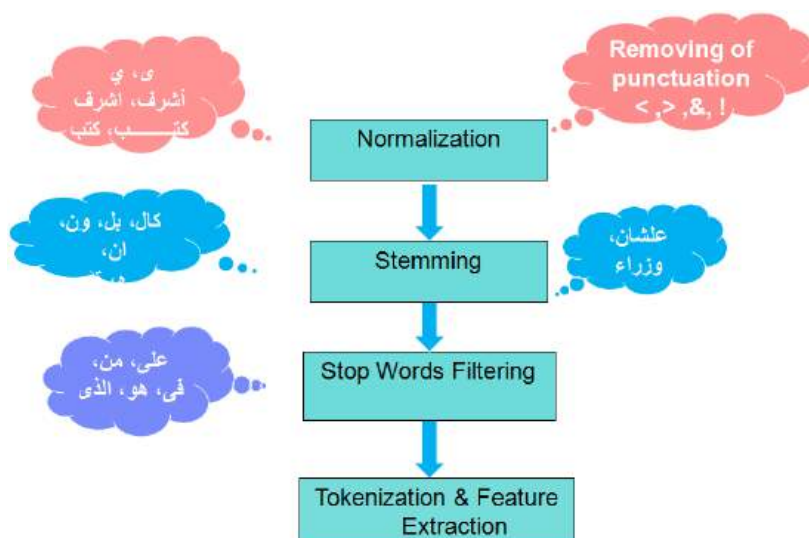 ى، ي
أشرف، اشرف
كتـــــــب، كتب
Removing of
punctuation
< ,> ,&, !
Normalization
كال، بل، ون،
ان،
Stemming
علشان،
وزراء
على، من،
فى، هو، الذى
Stop Words Filtering
Tokenization & Feature
Extraction